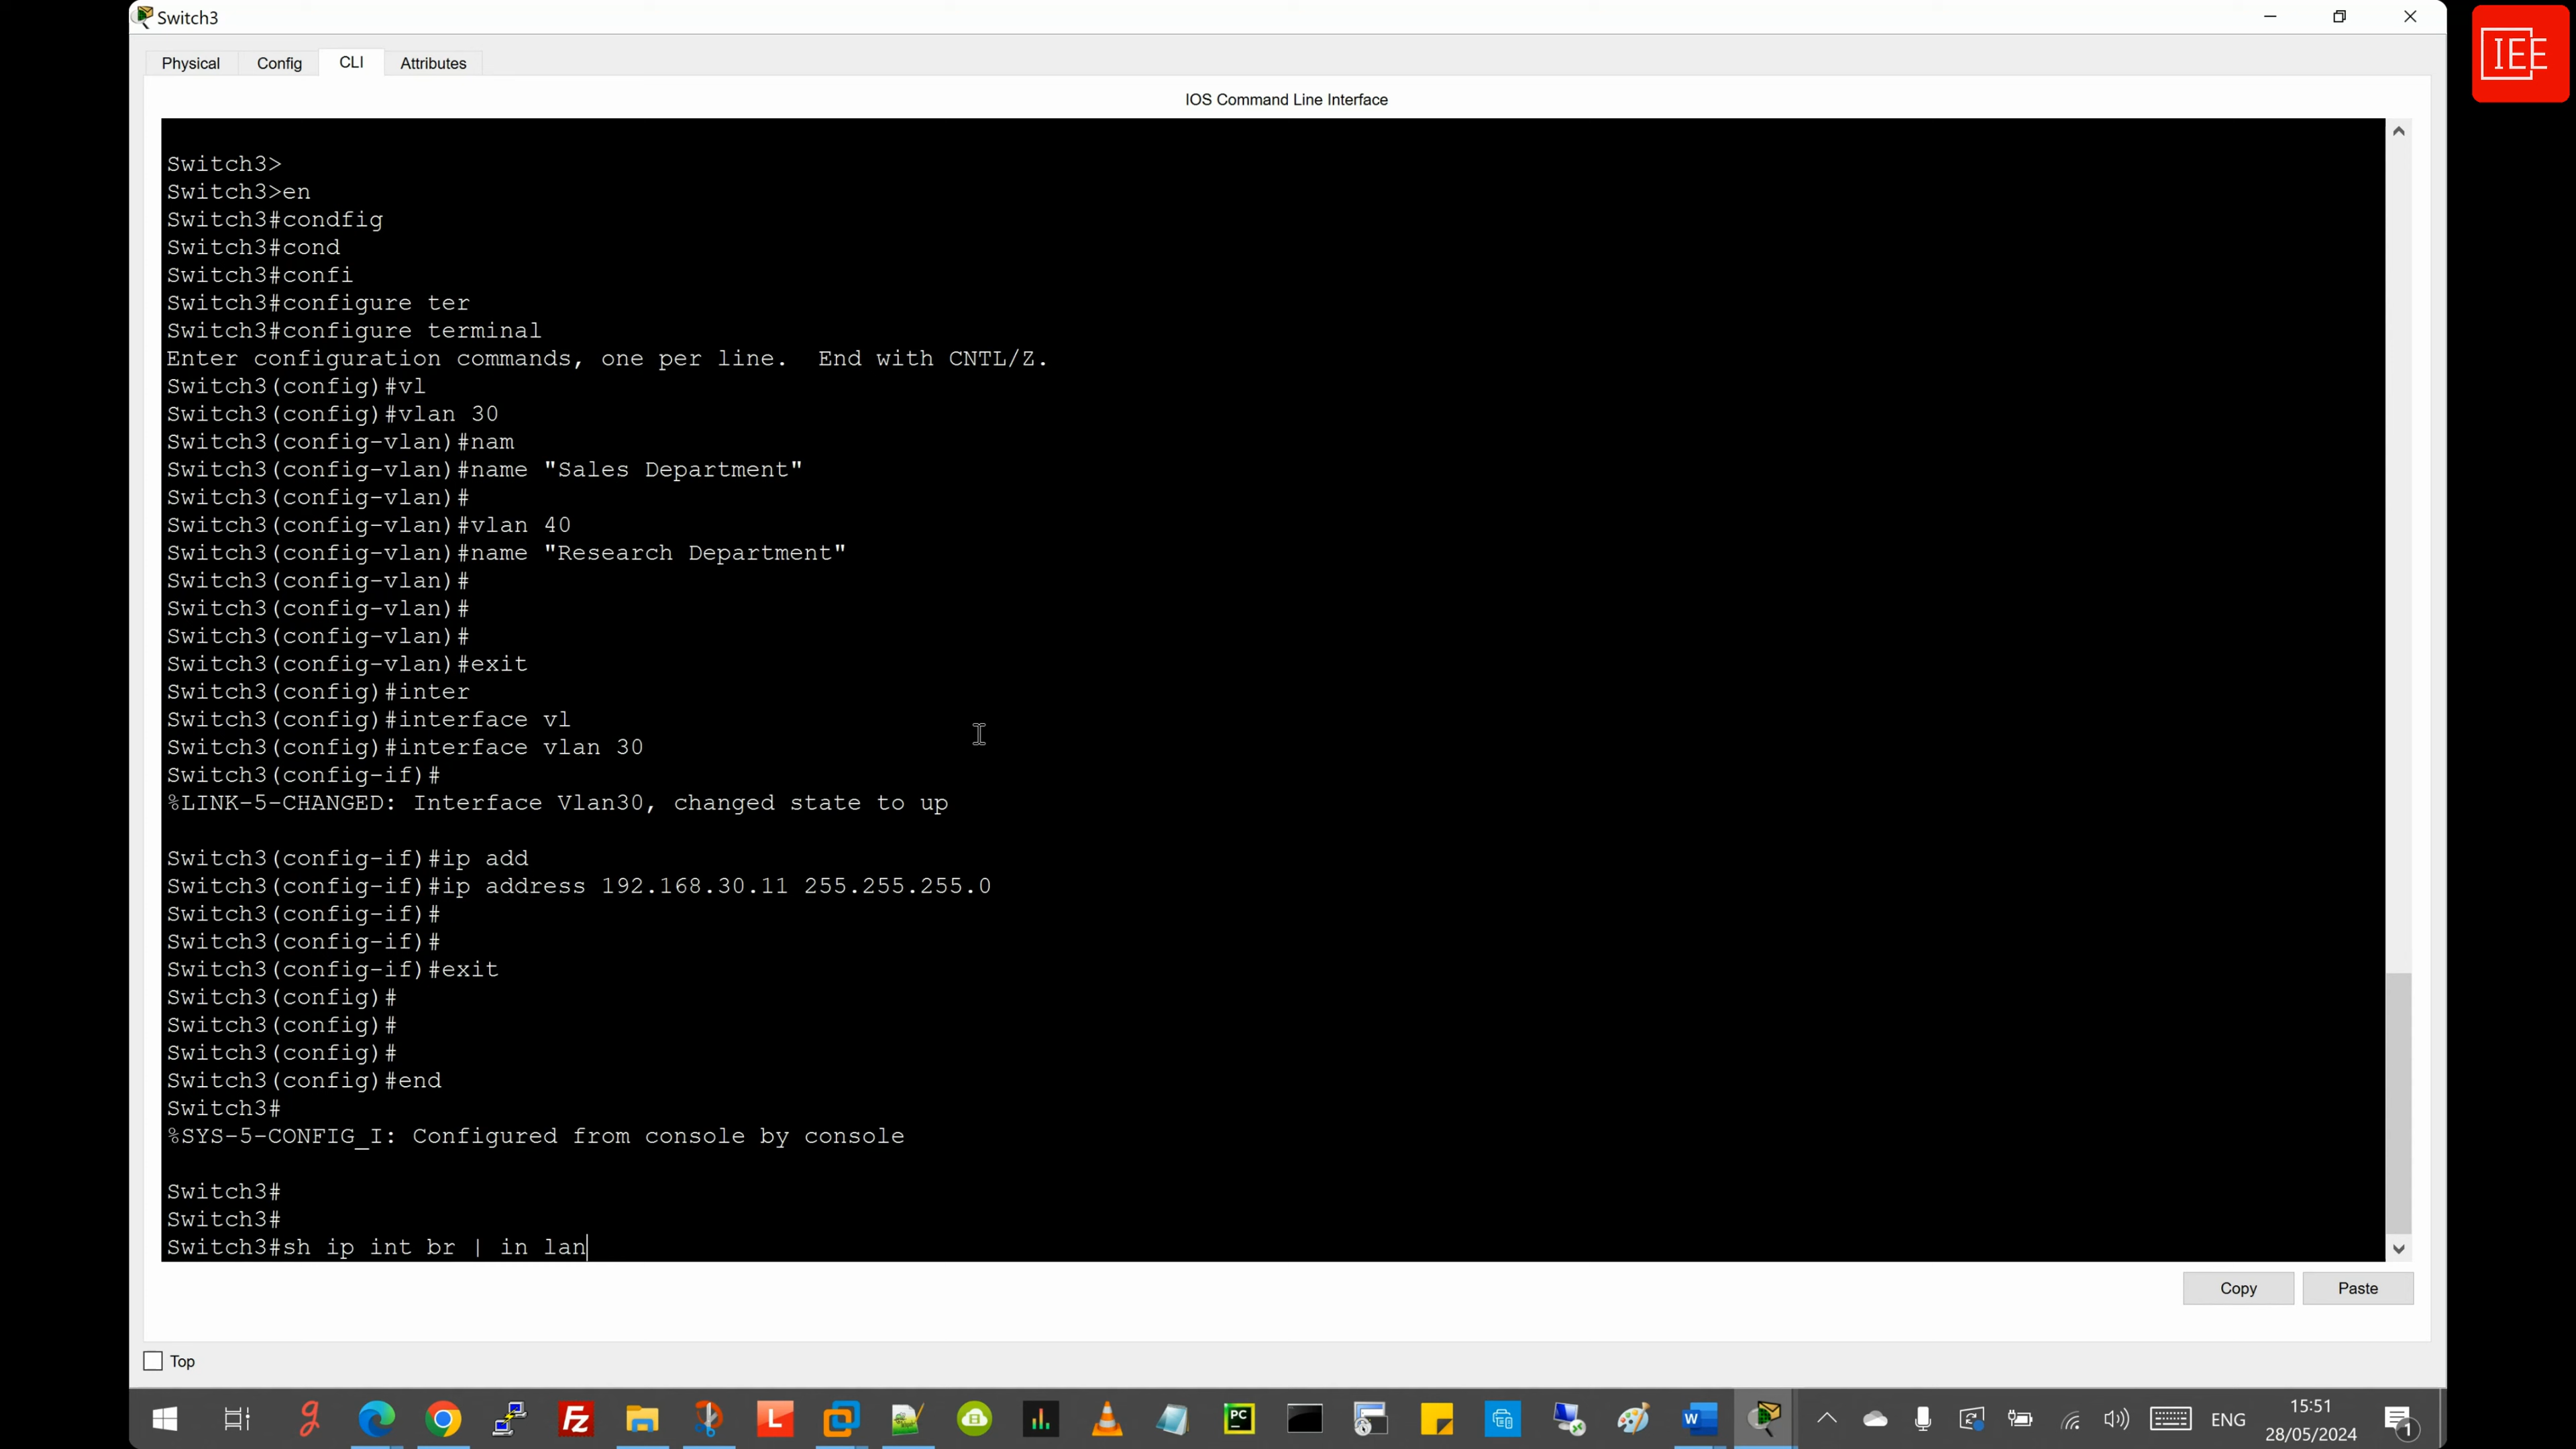 Switch3
IEE
Physical Config CLI Attributes
IOS Command Line Interface
Switch3>
Switch3>en
Switch3#condfig
Switch3#cond
Switch3#confi
Switch3#configure ter
Switch3#configure terminal
Enter configuration commands, one per line.  End with CNTL/Z.
Switch3(config)#vl
Switch3(config)#vlan 30
Switch3(config-vlan)#nam
Switch3(config-vlan)#name "Sales Department"
Switch3(config-vlan)#
Switch3(config-vlan)#vlan 40
Switch3(config-vlan)#name "Research Department"
Switch3(config-vlan)#
Switch3(config-vlan)#
Switch3(config-vlan)#
Switch3(config-vlan)#exit
Switch3(config)#inter
Switch3(config)#interface vl
Switch3(config)#interface vlan 30
Switch3(config-if)#
%LINK-5-CHANGED: Interface Vlan30, changed state to up
Switch3(config-if)#ip add
Switch3(config-if)#ip address 192.168.30.11 255.255.255.0
Switch3(config-if)#
Switch3(config-if)#
Switch3(config-if)#exit
Switch3(config)#
Switch3(config)#
Switch3(config)#
Switch3(config)#end
Switch3#
%SYS-5-CONFIG_I: Configured from console by console
Switch3#
Switch3#
Switch3#sh ip int br | in lan
Copy Paste
Top
L PC W ENG 15:51
28/05/2024 1